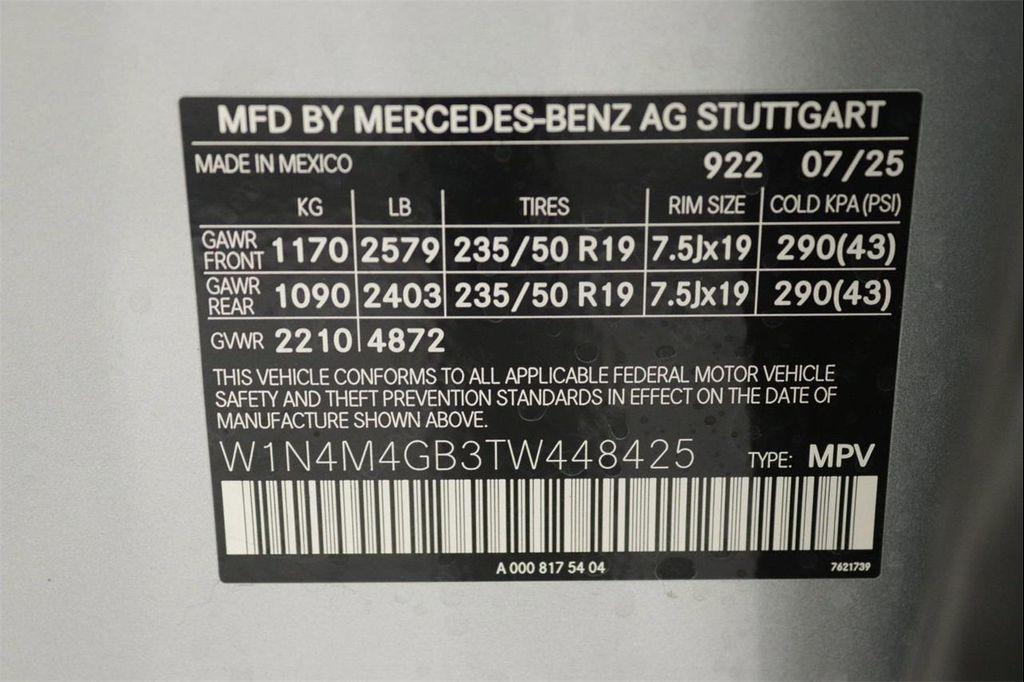 MFD BY MERCEDES-BENZ AG STUTTGART
MADE IN MEXICO 922 07/25
KG LB TIRES RIM SIZE COLD KPA (PSI)
GAWR FRONT 1170 2579 235/50 R19 7.5Jx19 290(43)
GAWR REAR 1090 2403 235/50 R19 7.5Jx19 290(43)
GVWR 2210 4872
THIS VEHICLE CONFORMS TO ALL APPLICABLE FEDERAL MOTOR VEHICLE
SAFETY AND THEFT PREVENTION STANDARDS IN EFFECT ON THE DATE OF
MANUFACTURE SHOWN ABOVE.
W1N4M4GB3TW448425 TYPE: MPV
A 000 817 54 04 7621739